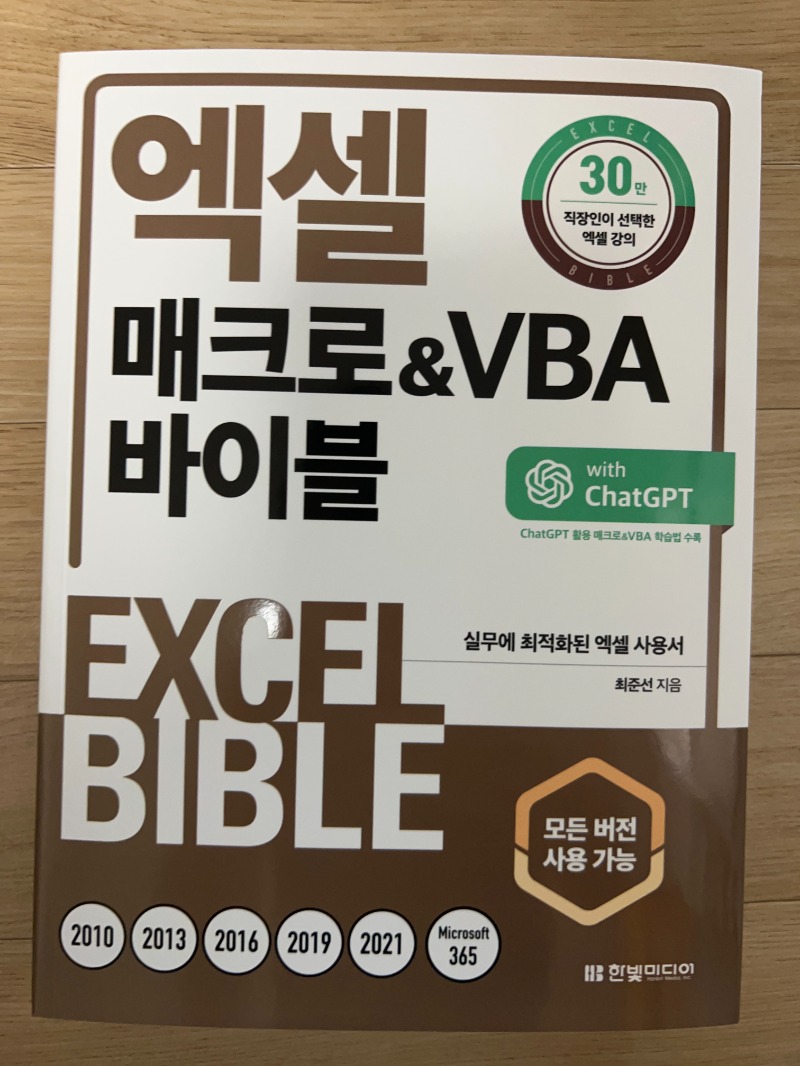 엑셀
매크로&VBA
바이블
EXCEL
30만
직장인이 선택한
엑셀 강의
BIBLE
with
ChatGPT
ChatGPT 활용 매크로&VBA 학습법 수록
EXCEL
BIBLE
실무에 최적화된 엑셀 사용서
최준선 지음
모든 버전
사용 가능
2010
2013
2016
2019
2021
Microsoft
365
HB 한빛미디어
Hanbit Media, Inc.